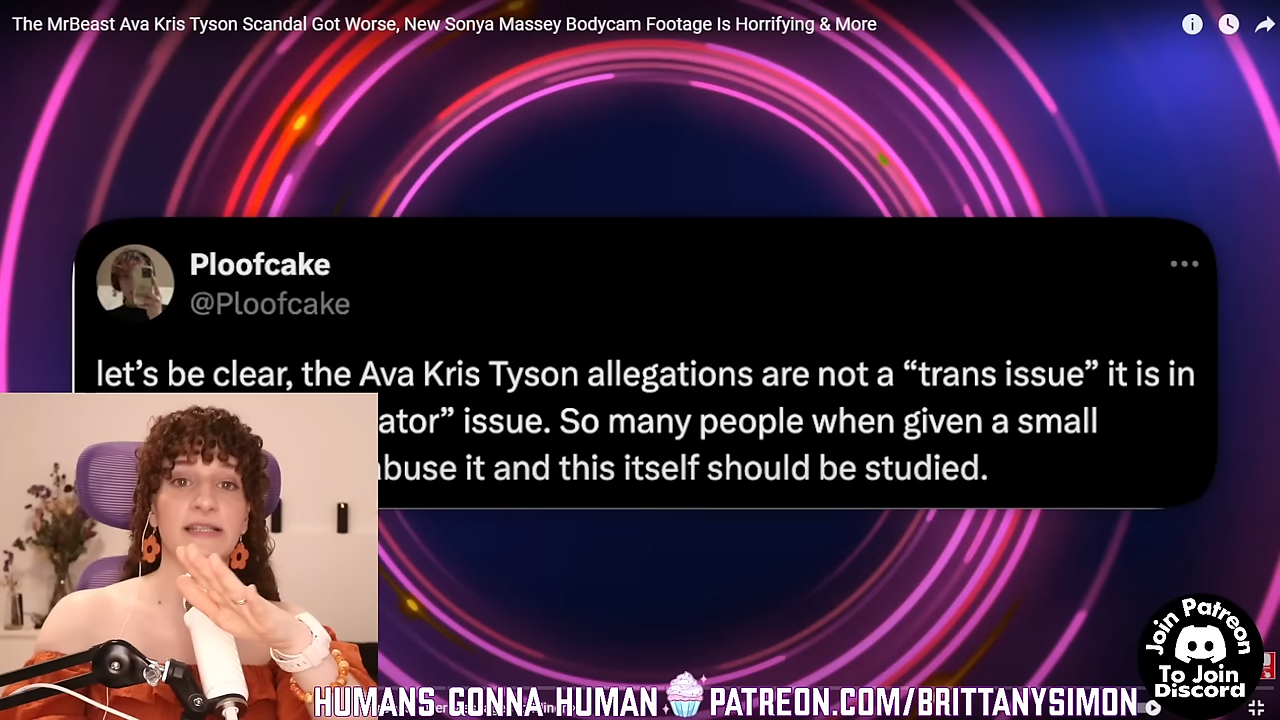 The MrBeast Ava Kris Tyson Scandal Got Worse, New Sonya Massey Bodycam Footage Is Horrifying & More
Ploofcake
@Ploofcake
let’s be clear, the Ava Kris Tyson allegations are not a “trans issue” it is in
ator” issue. So many people when given a small
abuse it and this itself should be studied.
Join Patreon
To Join
Discord
HUMANS GONNA HUMAN PATREON.COM/BRITTANYSIMON